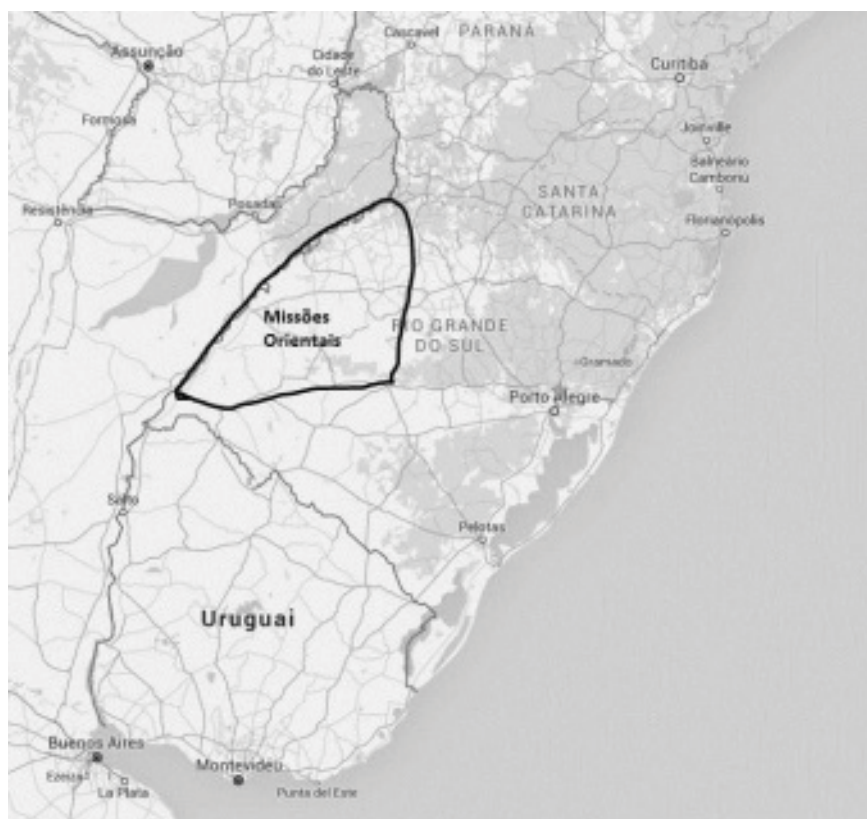 Cascavel
PARANÁ
Assunção
Cidade
do Leste
Curitiba
Formosa
Joinville
Balneário
Camboriú
SANTA
CATARINA
Resistência
Posadas
Florianópolis
Missões
Orientais
RIO GRANDE
DO SUL
Gramado
Porto Alegre
Salto
Pelotas
Uruguai
Buenos Aires
Ezeiza
La Plata
Montevidéu
Punta del Este